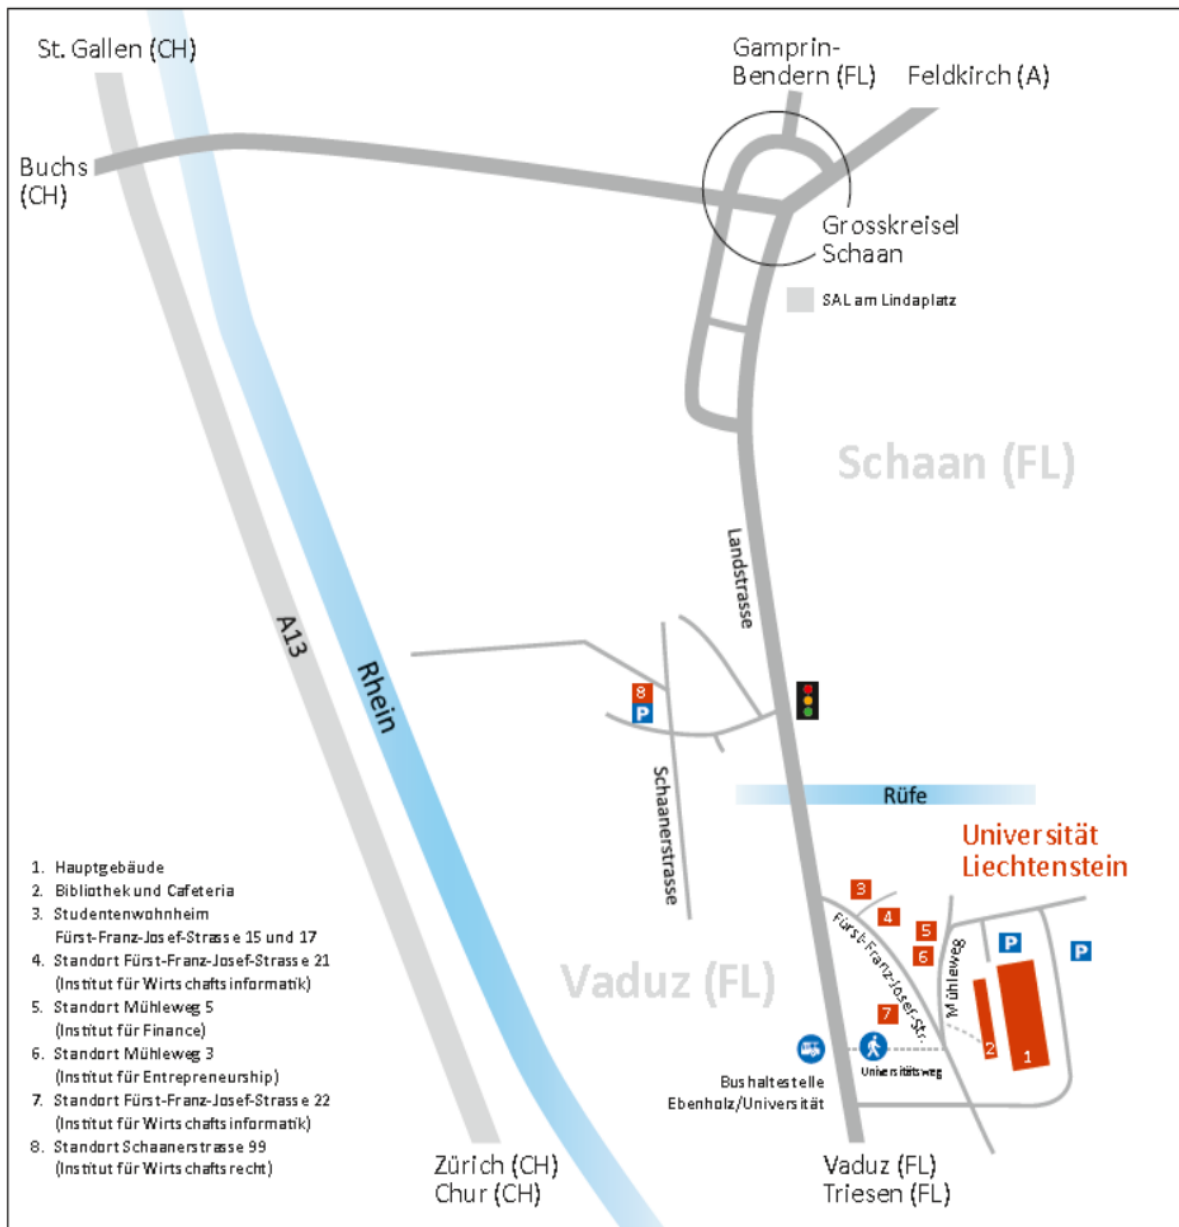 St. Gallen (CH)
Gamprin-
Bendern (FL)
Feldkirch (A)
Buchs
(CH)
Grosskreisel
Schaan
SAL am Lindaplatz
Schaan (FL)
Landstrasse
A13
Rhein
8
P
Schaanerstrasse
Rüfe
Universität
Liechtenstein
1. Hauptgebäude
2. Bibliothek und Cafeteria
3. Studentenwohnheim
Fürst-Franz-Josef-Strasse 15 und 17
4. Standort Fürst-Franz-Josef-Strasse 21
(Institut für Wirtschaftsinformatik)
5. Standort Mühleweg 5
(Institut für Finance)
6. Standort Mühleweg 3
(Institut für Entrepreneurship)
7. Standort Fürst-Franz-Josef-Strasse 22
(Institut für Wirtschaftsinformatik)
8. Standort Schaanerstrasse 99
(Institut für Wirtschaftsrecht)
3
4
5
6
7
Fürst-Franz-Josef-Str.
Mühleweg
P
P
2
1
Vaduz (FL)
Universitätsweg
Bushaltestelle
Ebenholz/Universität
Zürich (CH)
Chur (CH)
Vaduz (FL)
Triesen (FL)